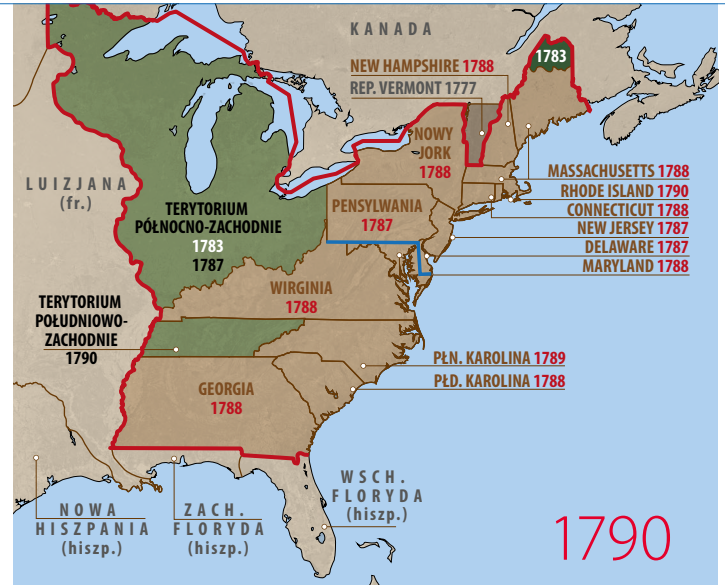 KANADA
1783
NEW HAMPSHIRE 1788
REP. VERMONT 1777
NOWY
JORK
1788
MASSACHUSETTS 1788
RHODE ISLAND 1790
CONNECTICUT 1788
NEW JERSEY 1787
DELAWARE 1787
MARYLAND 1788
LUIZJANA
(fr.)
TERYTORIUM
PÓŁNOCNO-ZACHODNIE
1783
1787
PENSYLWANIA
1787
WIRGINIA
1788
TERYTORIUM
POŁUDNIOWO-
ZACHODNIE
1790
PŁN. KAROLINA 1789
PŁD. KAROLINA 1788
GEORGIA
1788
NOWA
HISZPANIA
(hiszp.)
ZACH.
FLORYDA
(hiszp.)
WSCH.
FLORYDA
(hiszp.)
1790